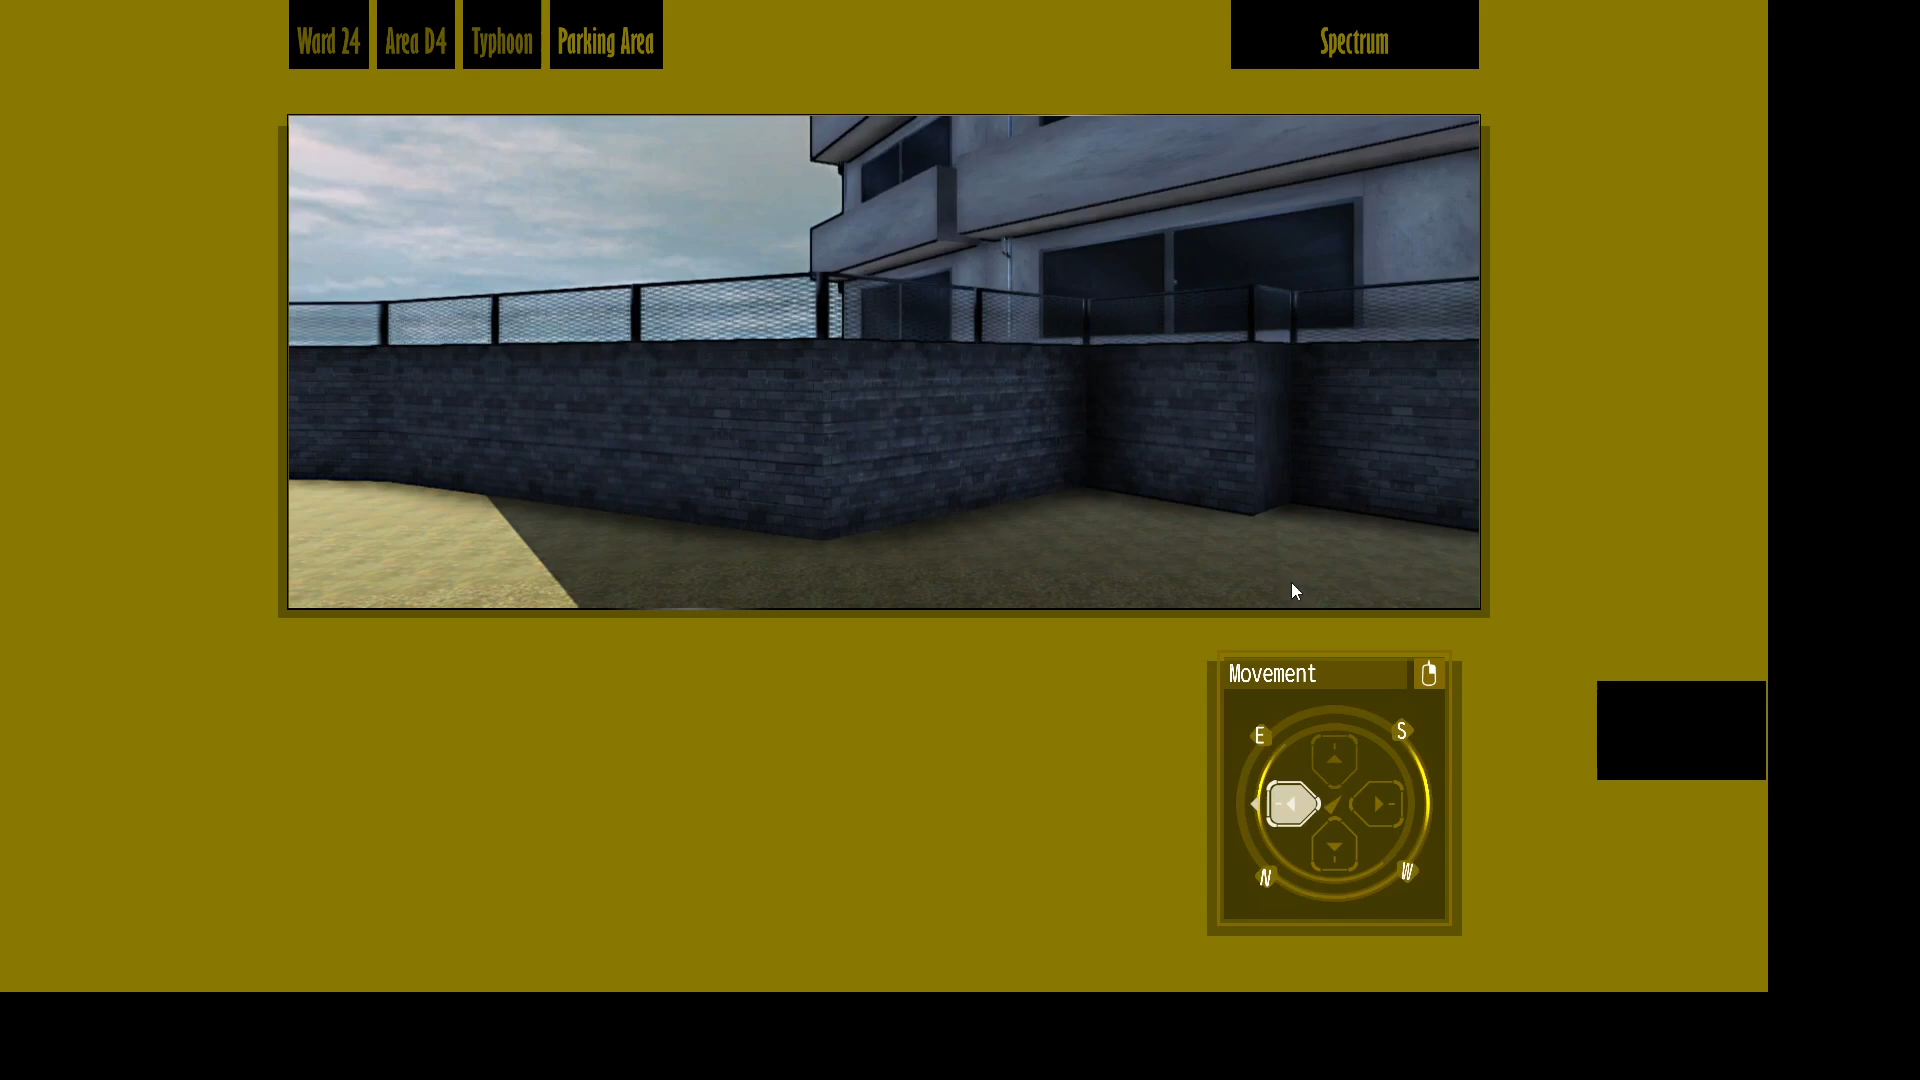 Ward 24
Area D4
Typhoon
Parking Area
Spectrum
Movement
E
S
N
W